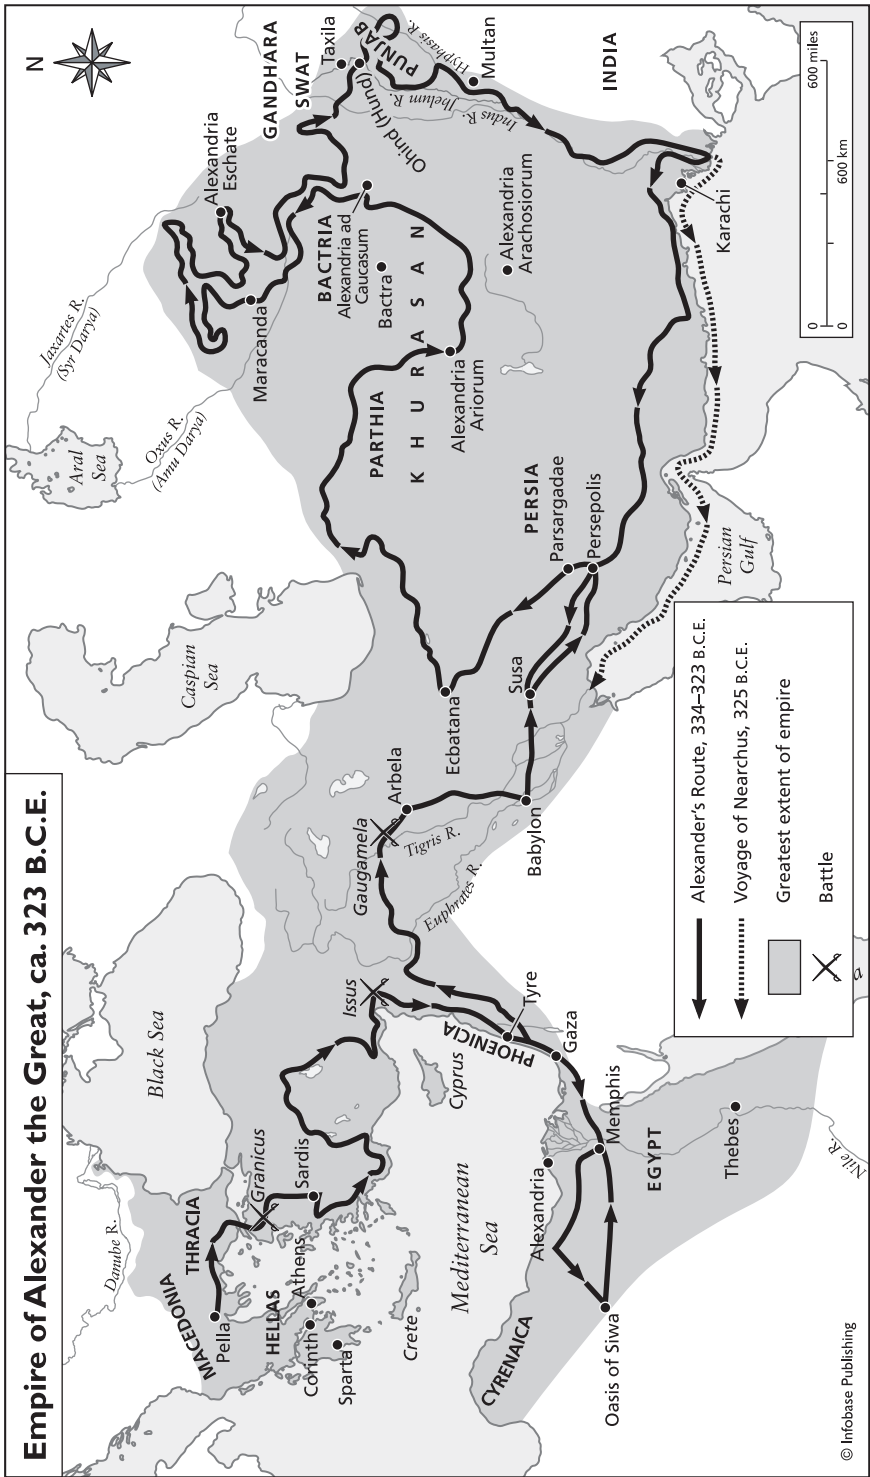 Empire of Alexander the Great, ca. 323 B.C.E.
N
Danube R.
Black Sea
Caspian
Sea
Aral
Sea
Jaxartes R.
(Syr Darya)
Oxus R.
(Amu Darya)
MACEDONIA
THRACIA
Pella
Granicus
HELLAS
Athens
Corinth
Sparta
Sardis
Crete
Issus
Cyprus
Mediterranean
Sea
PHOENICIA
Tyre
Gaza
CYRENAICA
Alexandria
Memphis
Oasis of Siwa
EGYPT
Thebes
Nile R.
Gaugamela
Arbela
Tigris R.
Euphrates R.
Babylon
Ecbatana
Susa
PERSIA
Parsargadae
Persepolis
Persian
Gulf
PARTHIA
KHURASAN
Alexandria
Ariorum
Maracanda
Alexandria
Eschate
BACTRIA
Alexandria ad
Caucasum
Bactra
Alexandria
Arachosiorum
GANDHARA
SWAT
Taxila
PUNJAB
Ohind (Hund)
Hyphasis R.
Jhelum R.
Indus R.
Multan
INDIA
Karachi
Alexander's Route, 334–323 B.C.E.
Voyage of Nearchus, 325 B.C.E.
Greatest extent of empire
Battle
a
0 600 miles
0 600 km
© Infobase Publishing